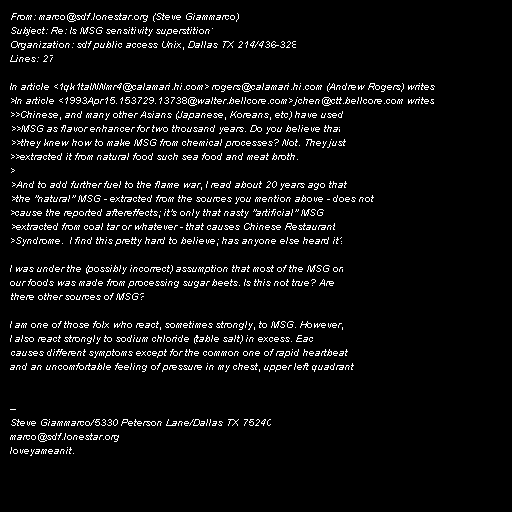 From: marco@sdf.lonestar.org (Steve Giammarco)
Subject: Re: Is MSG sensitivity superstition
Organization: sdf public access Unix, Dallas TX 214/436-328
Lines: 27

In article <1qk1taINNmr4@calamari.hi.com> rogers@calamari.hi.com (Andrew Rogers) writes
>In article <1993Apr15.153729.13738@walter.bellcore.com> jchen@ctt.bellcore.com writes
>>Chinese, and many other Asians (Japanese, Koreans, etc) have used
>>MSG as flavor enhancer for two thousand years. Do you believe that
>>they knew how to make MSG from chemical processes? Not. They just
>>extracted it from natural food such sea food and meat broth.
>
>And to add further fuel to the flame war, I read about 20 years ago that
>the "natural" MSG - extracted from the sources you mention above - does not
>cause the reported aftereffects; it's only that nasty "artificial" MSG
>extracted from coal tar or whatever - that causes Chinese Restaurant
>Syndrome.  I find this pretty hard to believe; has anyone else heard it?

I was under the (possibly incorrect) assumption that most of the MSG on
our foods was made from processing sugar beets. Is this not true? Are
there other sources of MSG?

I am one of those folx who react, sometimes strongly, to MSG. However,
I also react strongly to sodium chloride (table salt) in excess. Eac
causes different symptoms except for the common one of rapid heartbeat
and an uncomfortable feeling of pressure in my chest, upper left quadrant

--
Steve Giammarco/5330 Peterson Lane/Dallas TX 75240
marco@sdf.lonestar.org
loveyameanit.